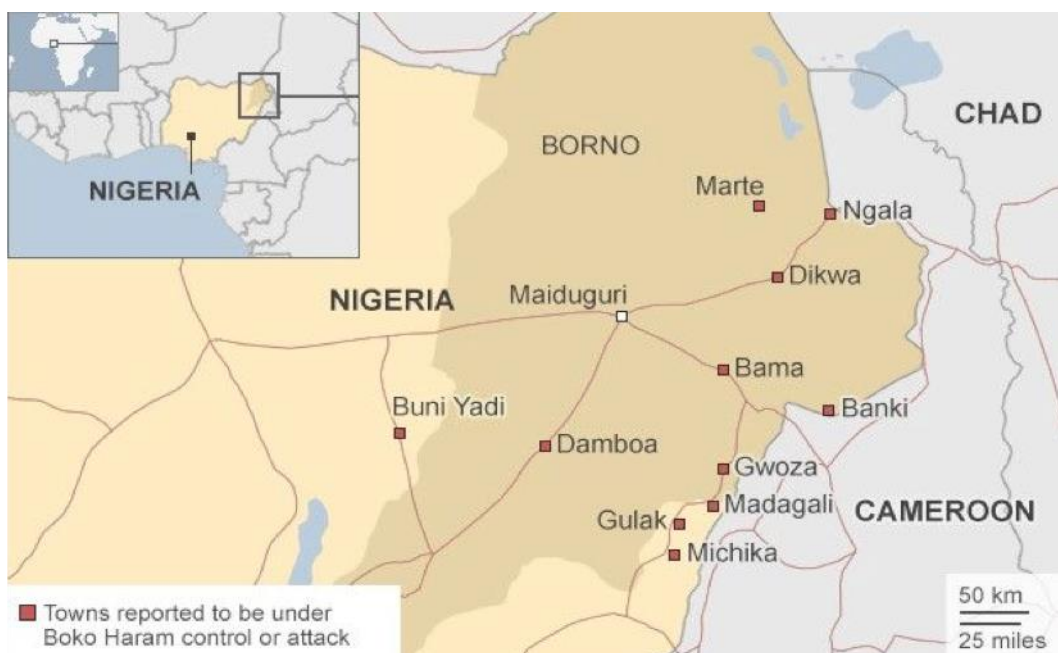 NIGERIA
BORNO
CHAD
Marte
Ngala
Dikwa
NIGERIA
Maiduguri
Bama
Buni Yadi
Banki
Damboa
Gwoza
Madagali
CAMEROON
Gulak
Michika
Towns reported to be under
Boko Haram control or attack
50 km
25 miles